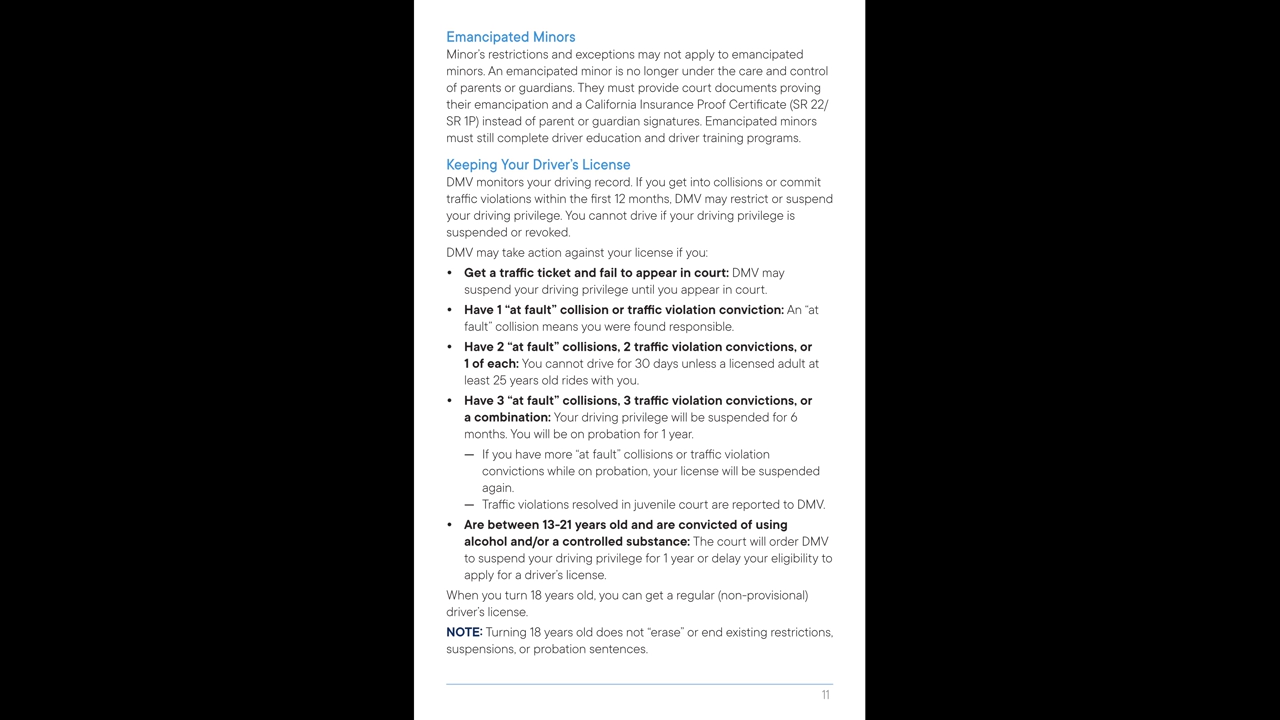 Emancipated Minors
Minor's restrictions and exceptions may not apply to emancipated
minors. An emancipated minor is no longer under the care and control
of parents or guardians. They must provide court documents proving
their emancipation and a California Insurance Proof Certificate (SR 22/
SR 1P) instead of parent or guardian signatures. Emancipated minors
must still complete driver education and driver training programs.
Keeping Your Driver's License
DMV monitors your driving record. If you get into collisions or commit
traffic violations within the first 12 months, DMV may restrict or suspend
your driving privilege. You cannot drive if your driving privilege is
suspended or revoked.
DMV may take action against your license if you:
• Get a traffic ticket and fail to appear in court: DMV may
suspend your driving privilege until you appear in court.
• Have 1 “at fault” collision or traffic violation conviction: An “at
fault” collision means you were found responsible.
• Have 2 “at fault” collisions, 2 traffic violation convictions, or
1 of each: You cannot drive for 30 days unless a licensed adult at
least 25 years old rides with you.
• Have 3 “at fault” collisions, 3 traffic violation convictions, or
a combination: Your driving privilege will be suspended for 6
months. You will be on probation for 1 year.
— If you have more “at fault” collisions or traffic violation
convictions while on probation, your license will be suspended
again.
— Traffic violations resolved in juvenile court are reported to DMV.
• Are between 13-21 years old and are convicted of using
alcohol and/or a controlled substance: The court will order DMV
to suspend your driving privilege for 1 year or delay your eligibility to
apply for a driver's license.
When you turn 18 years old, you can get a regular (non-provisional)
driver's license.
NOTE: Turning 18 years old does not “erase” or end existing restrictions,
suspensions, or probation sentences.
11